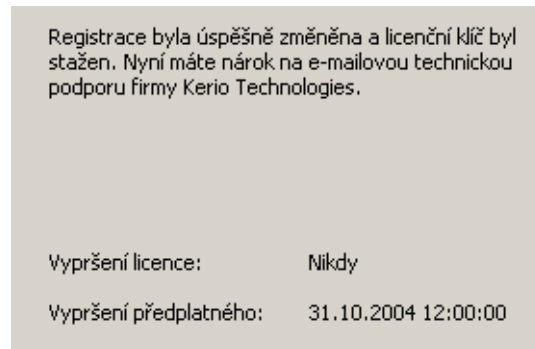 Registrace byla úspěšně změněna a licenční klíč byl
stažen. Nyní máte nárok na e-mailovou technickou
podporu firmy Kerio Technologies.
Vypršení licence: Nikdy
Vypršení předplatného: 31.10.2004 12:00:00